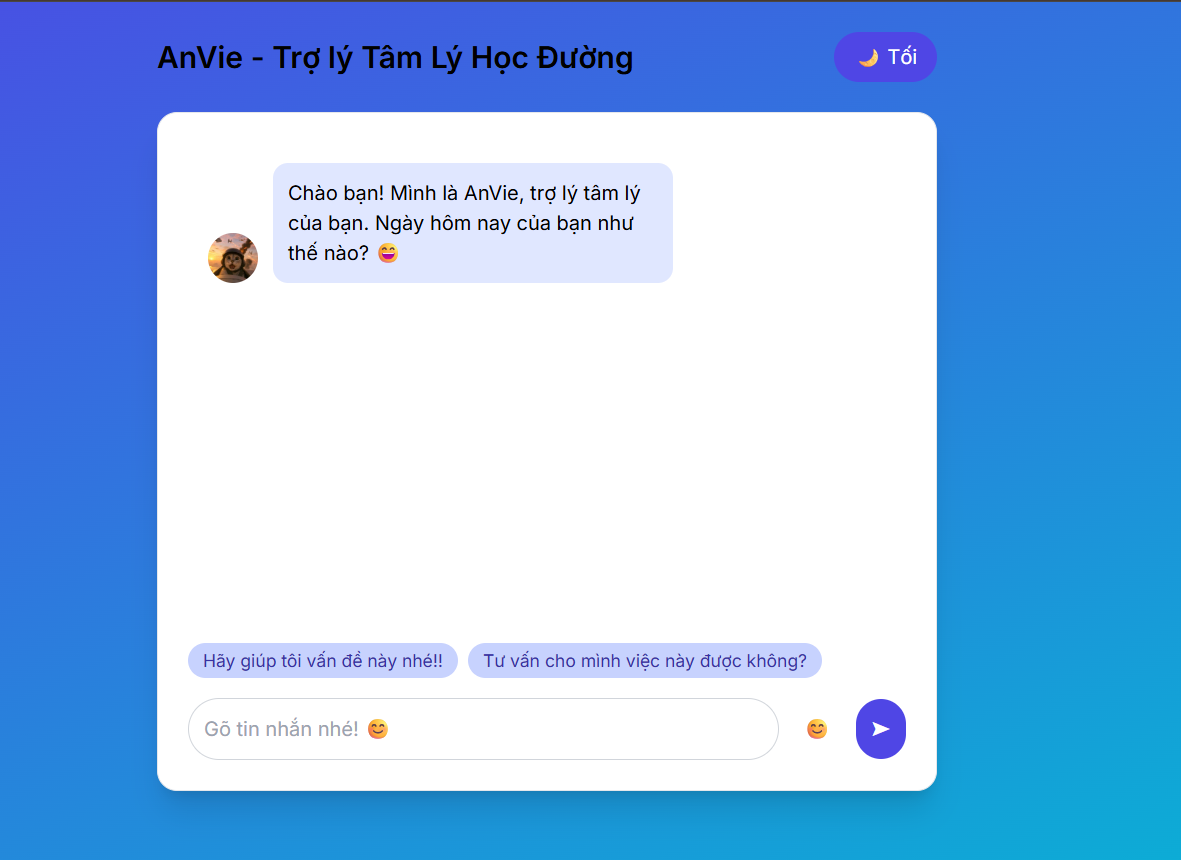 AnVie - Trợ lý Tâm Lý Học Đường
🌙 Tối
Chào bạn! Mình là AnVie, trợ lý tâm lý
của bạn. Ngày hôm nay của bạn như
thế nào? 😄
Hãy giúp tôi vấn đề này nhé!!
Tư vấn cho mình việc này được không?
Gõ tin nhắn nhé! 😊